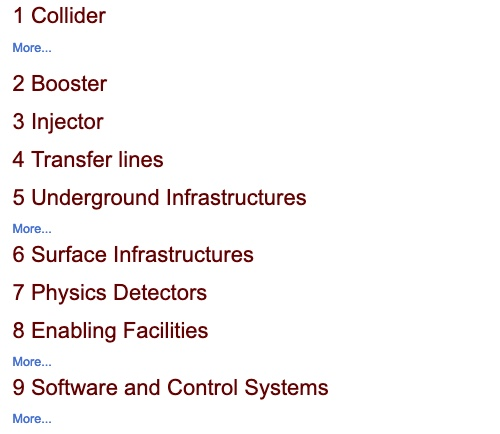 1 Collider
More...
2 Booster
3 Injector
4 Transfer lines
5 Underground Infrastructures
More...
6 Surface Infrastructures
7 Physics Detectors
8 Enabling Facilities
More...
9 Software and Control Systems
More...